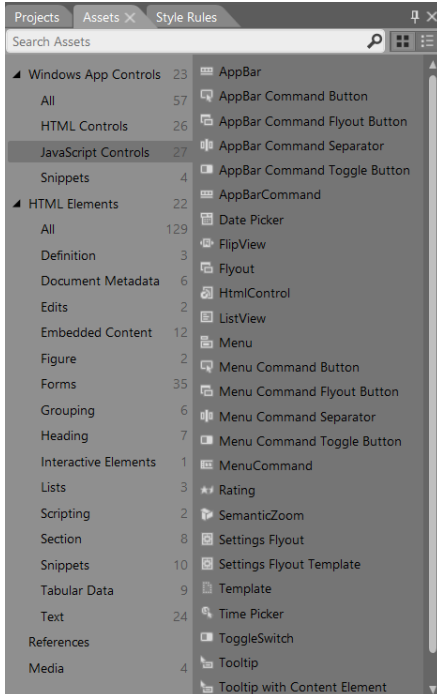 Projects
Assets
Style Rules
Search Assets
Windows App Controls 23
All 57
HTML Controls 26
JavaScript Controls 27
Snippets 4
HTML Elements 22
All 129
Definition 3
Document Metadata 6
Edits 2
Embedded Content 12
Figure 2
Forms 35
Grouping 6
Heading 7
Interactive Elements 1
Lists 3
Scripting 2
Section 8
Snippets 10
Tabular Data 9
Text 24
References
Media 4
AppBar
AppBar Command Button
AppBar Command Flyout Button
AppBar Command Separator
AppBar Command Toggle Button
AppBarCommand
Date Picker
FlipView
Flyout
HtmlControl
ListView
Menu
Menu Command Button
Menu Command Flyout Button
Menu Command Separator
Menu Command Toggle Button
MenuCommand
Rating
SemanticZoom
Settings Flyout
Settings Flyout Template
Template
Time Picker
ToggleSwitch
Tooltip
Tooltip with Content Element